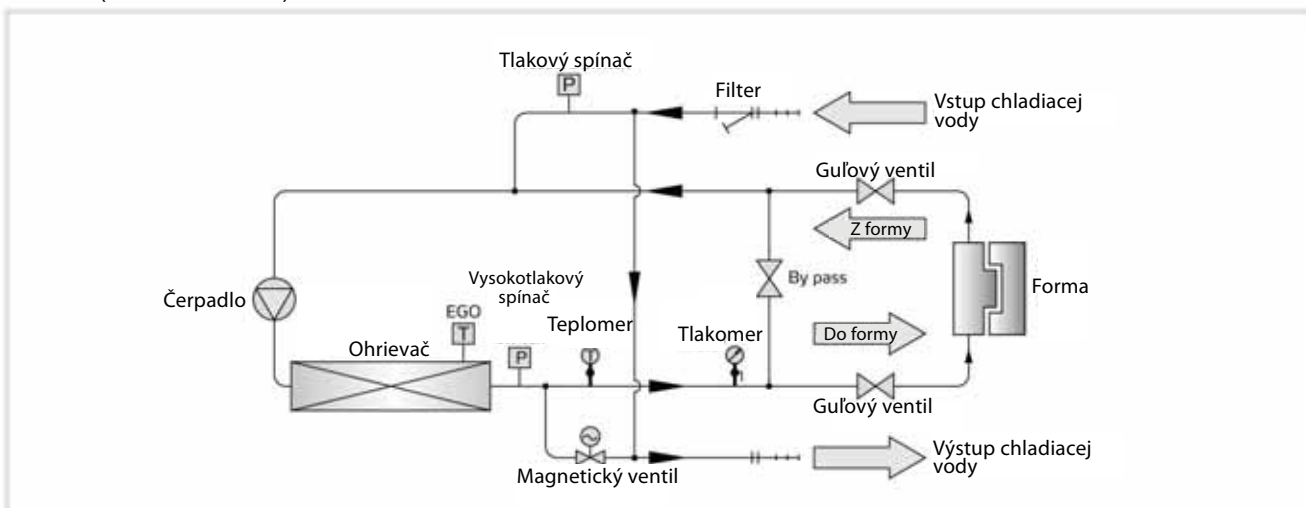 Tlakový spínač
P
Filter
Vstup chladiacej
vody
Guľový ventil
Z formy
Vysokotlakový
spínač
By pass
Forma
Čerpadlo
EGO
T
Teplomer
Tlakomer
Do formy
Ohrievač
P
T
Guľový ventil
Výstup chladiacej
vody
Magnetický ventil